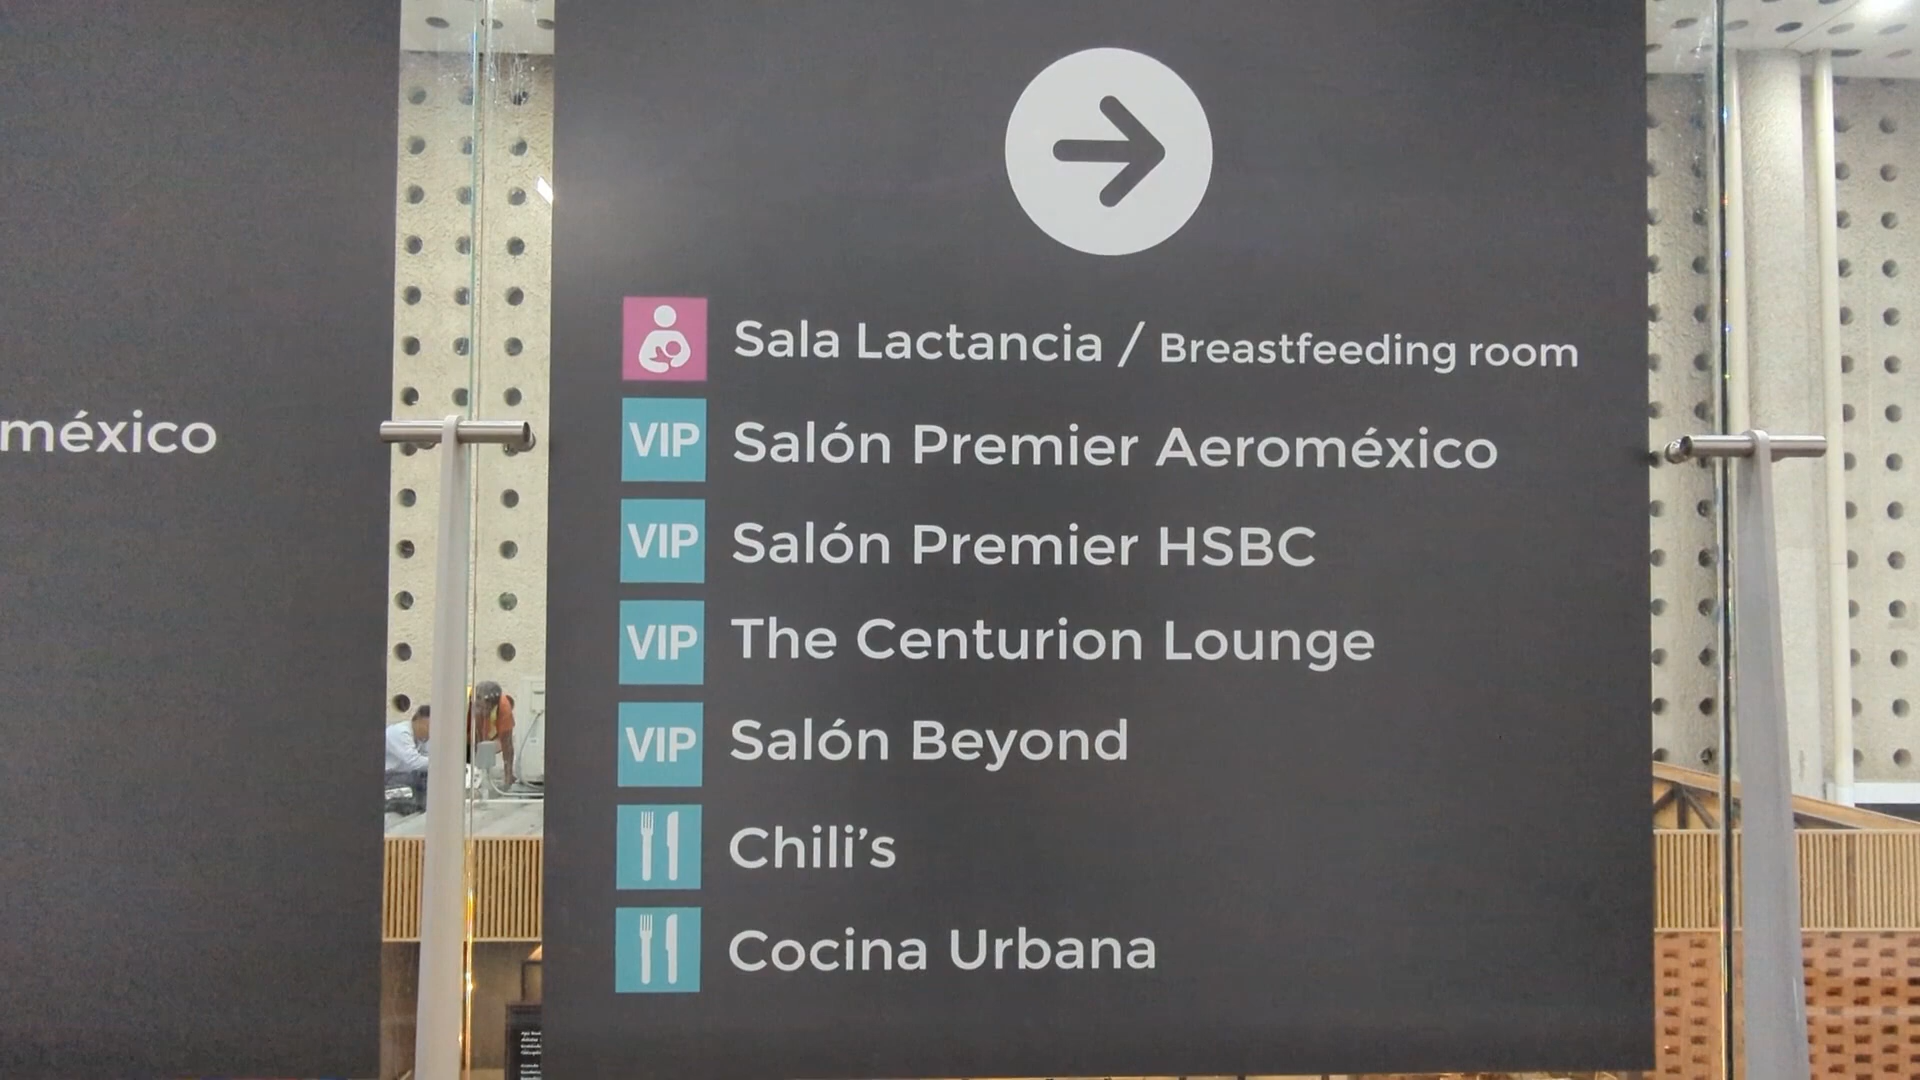 méxico
Sala Lactancia / Breastfeeding room
VIP Salón Premier Aeroméxico
VIP Salón Premier HSBC
VIP The Centurion Lounge
VIP Salón Beyond
Chili’s
Cocina Urbana